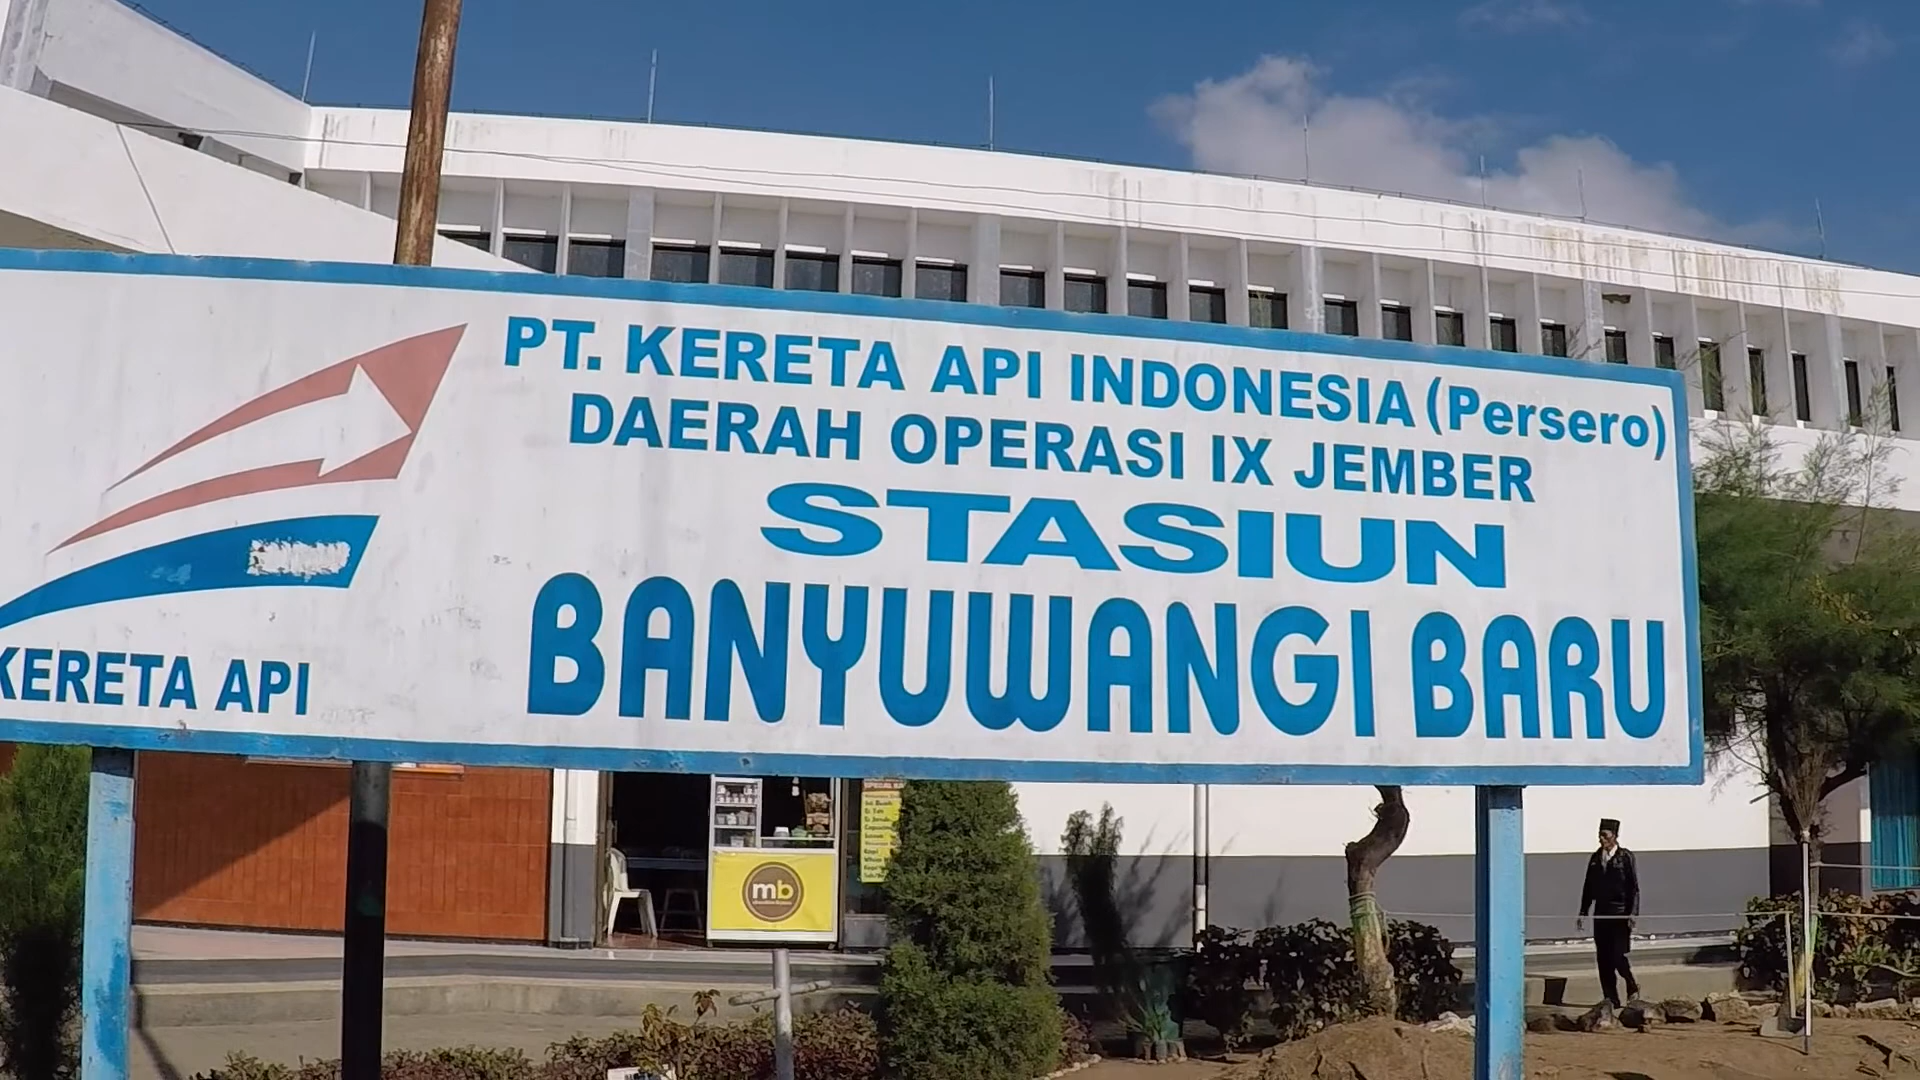 PT. KERETA API INDONESIA (Persero)
DAERAH OPERASI IX JEMBER
STASIUN
BANYUWANGI BARU
KERETA API
mb